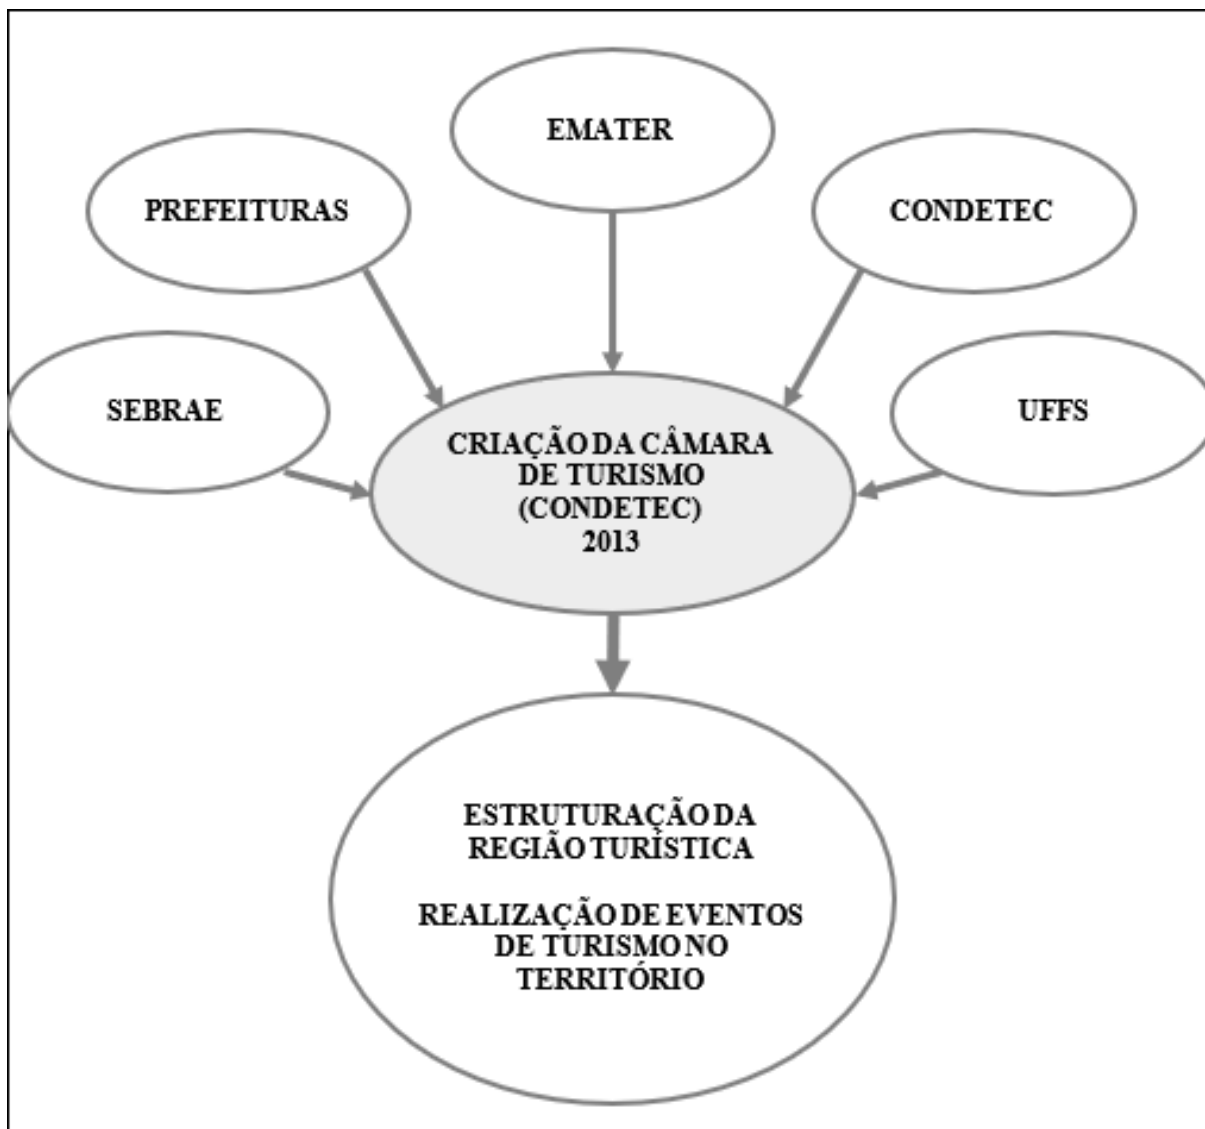 EMATER
PREFEITURAS
CONDETEC
SEBRAE
UFFS
CRIAÇÃO DA CÂMARA
DE TURISMO
(CONDETEC)
2013
ESTRUTURAÇÃO DA
REGIÃO TURÍSTICA
REALIZAÇÃO DE EVENTOS
DE TURISMO NO
TERRITÓRIO